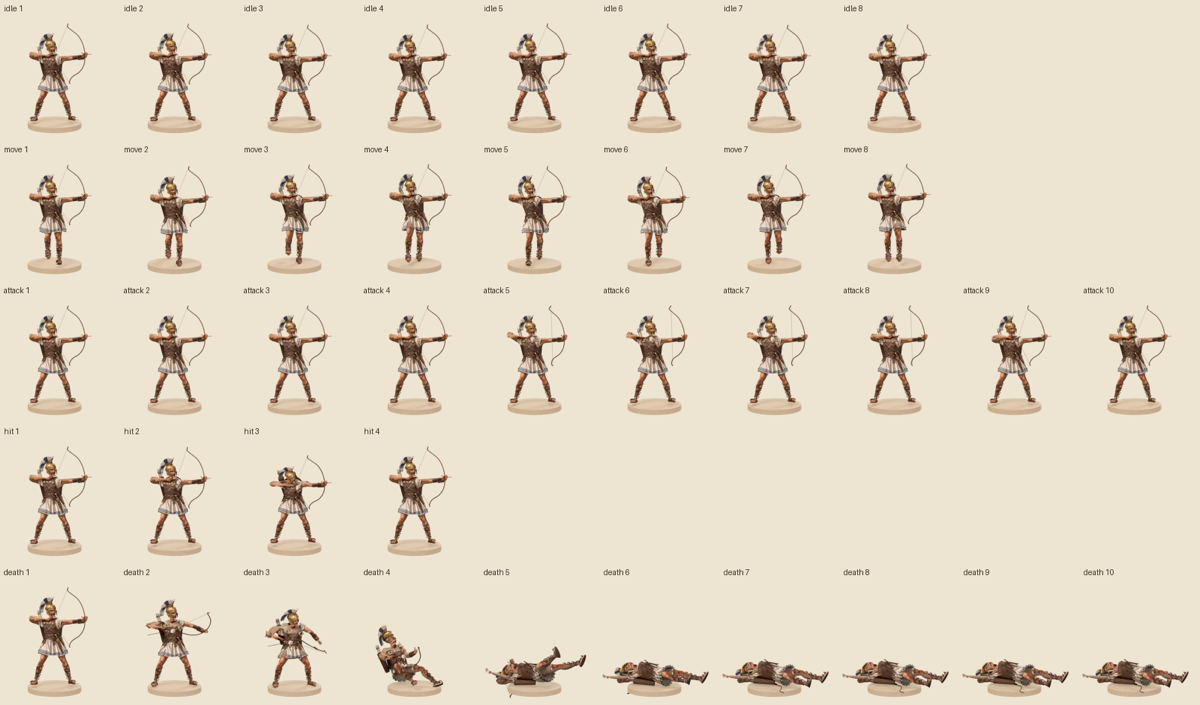 idle 1 idle 2 idle 3 idle 4 idle 5 idle 6 idle 7 idle 8
move 1 move 2 move 3 move 4 move 5 move 6 move 7 move 8
attack 1 attack 2 attack 3 attack 4 attack 5 attack 6 attack 7 attack 8 attack 9 attack 10
hit 1 hit 2 hit 3 hit 4
death 1 death 2 death 3 death 4 death 5 death 6 death 7 death 8 death 9 death 10